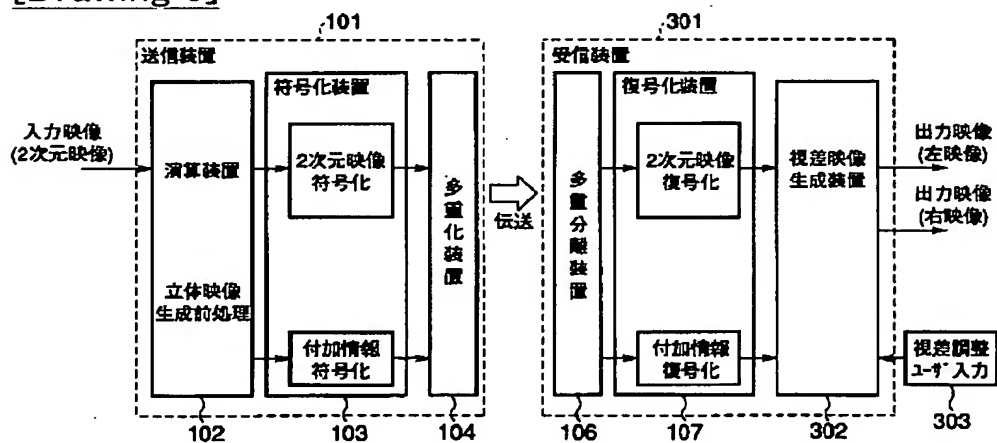 [Drawing 3]
101
301
送信装置
受信装置
入力映像
(2次元映像)
演算装置
立体映像
生成前処理
符号化装置
2次元映像
符号化
付加情報
符号化
多重化装置
伝送
多重分離装置
復号化装置
2次元映像
復号化
付加情報
復号化
視差映像
生成装置
出力映像
(左映像)
出力映像
(右映像)
視差調整
ユーザ入力
102
103
104
106
107
302
303